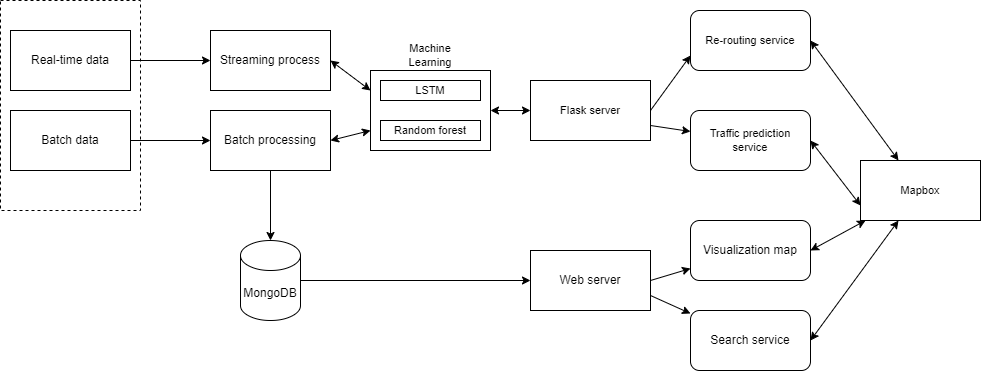 Real-time data
Batch data
Streaming process
Batch processing
MongoDB
Machine
Learning
LSTM
Random forest
Flask server
Web server
Re-routing service
Traffic prediction
service
Visualization map
Search service
Mapbox